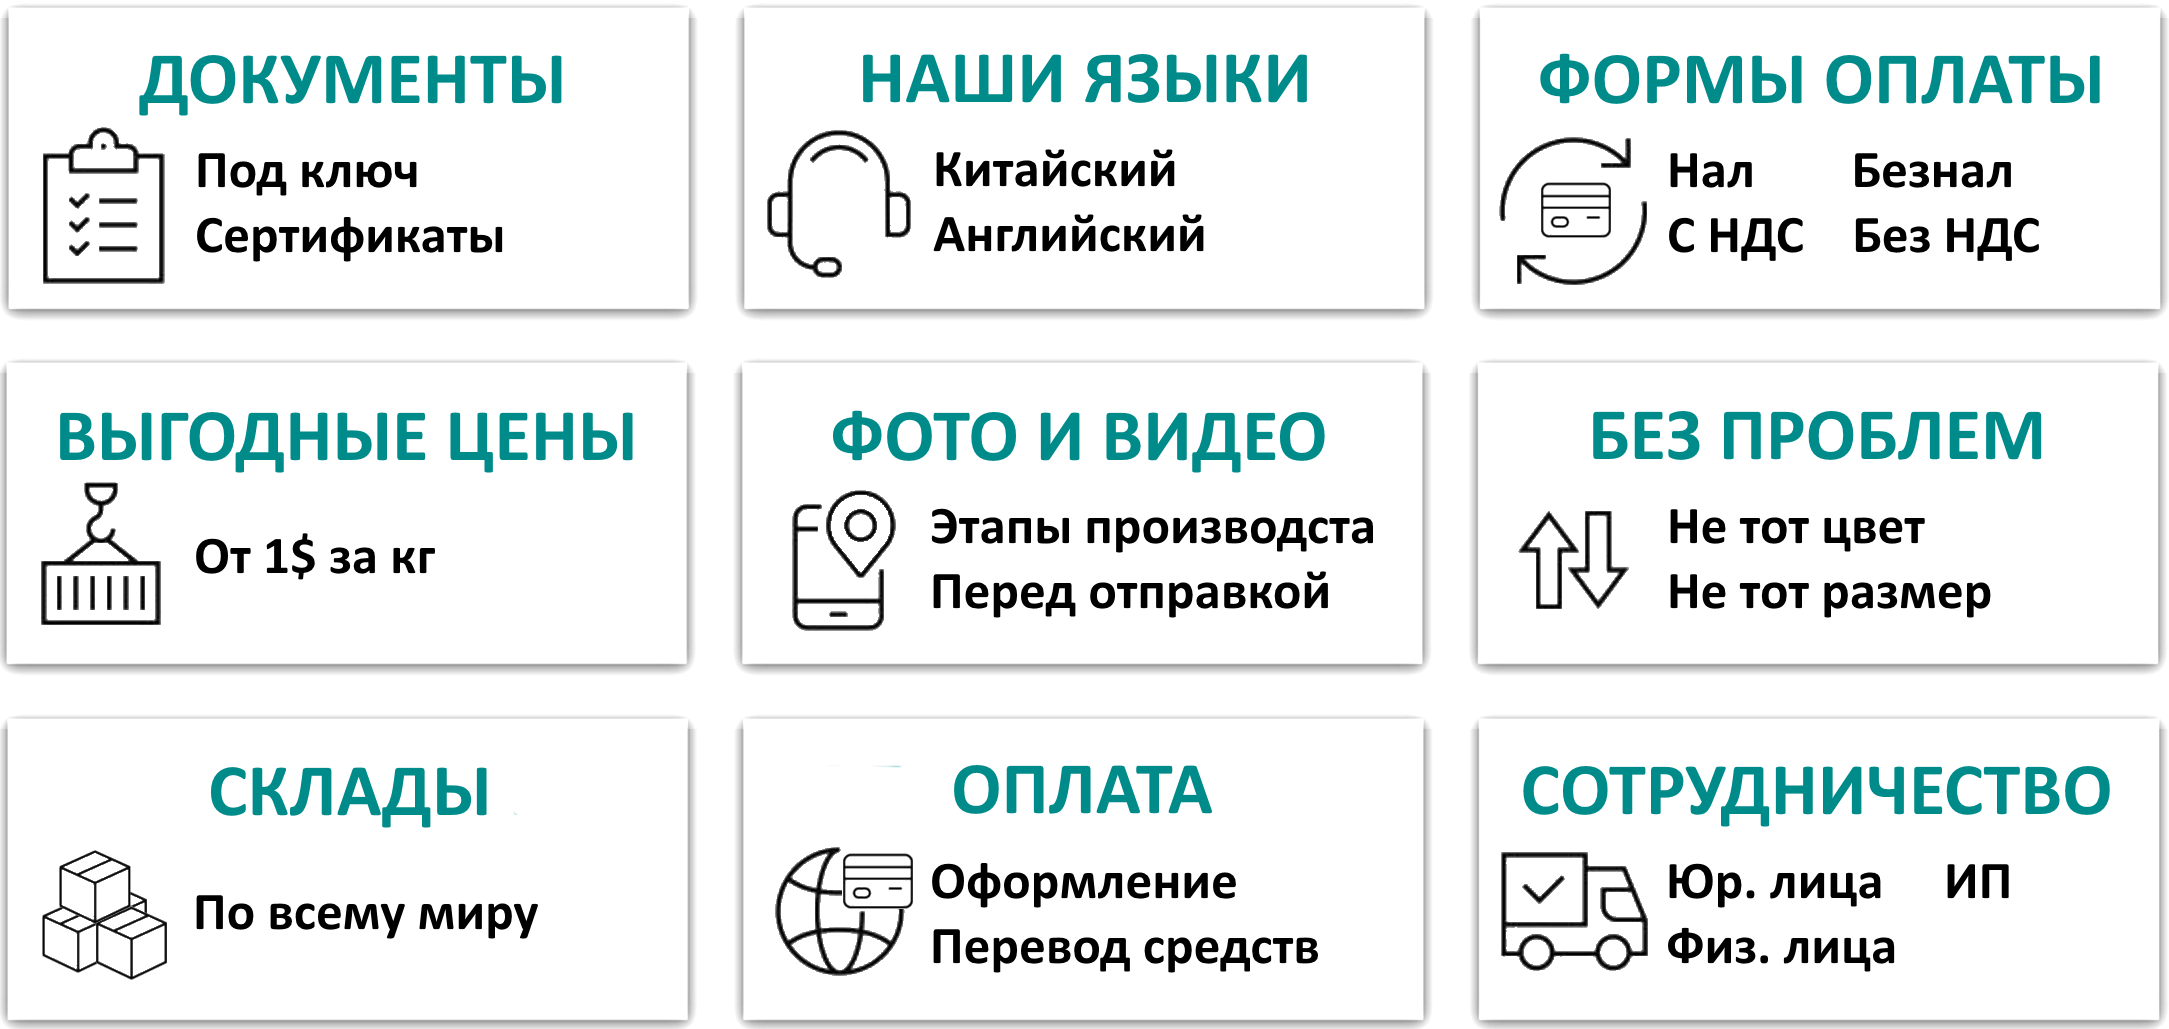 ДОКУМЕНТЫ
Под ключ
Сертификаты
НАШИ ЯЗЫКИ
Китайский
Английский
ФОРМЫ ОПЛАТЫ
Нал Безнал
С НДС Без НДС
ВЫГОДНЫЕ ЦЕНЫ
От 1$ за кг
ФОТО И ВИДЕО
Этапы производста
Перед отправкой
БЕЗ ПРОБЛЕМ
Не тот цвет
Не тот размер
СКЛАДЫ
По всему миру
ОПЛАТА
Оформление
Перевод средств
СОТРУДНИЧЕСТВО
Юр. лица ИП
Физ. лица